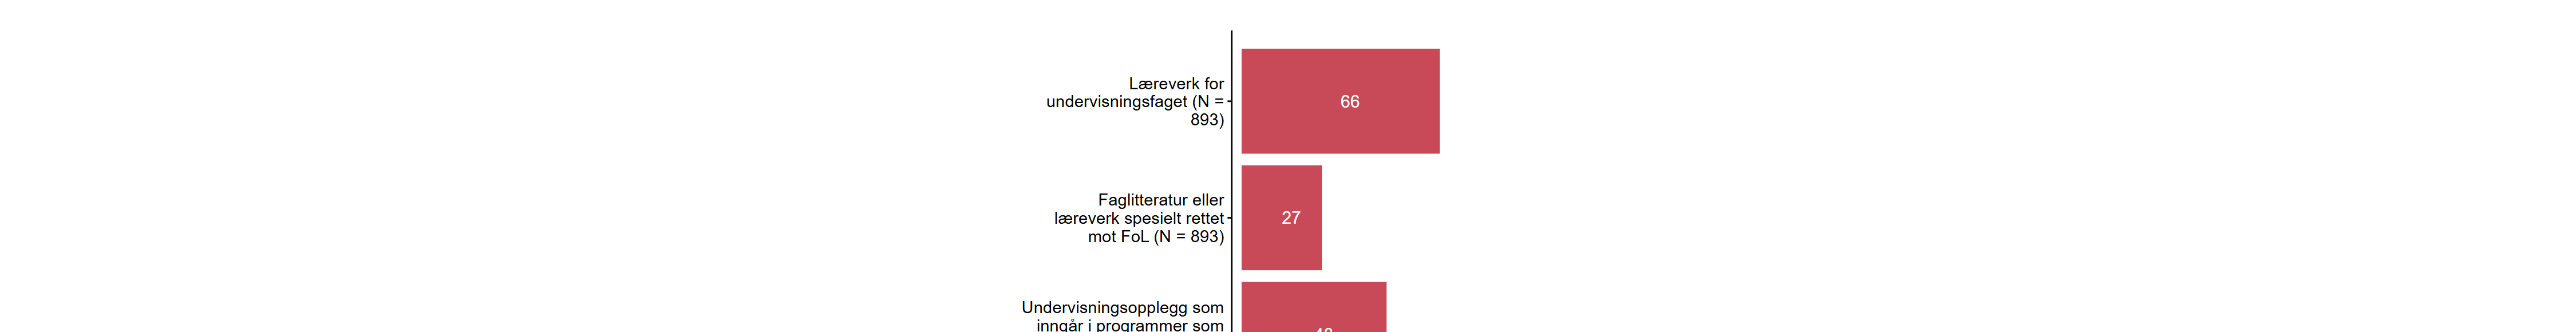 Læreverk for
undervisningsfaget (N =
893)
66
Faglitteratur eller
læreverk spesielt rettet
mot FoL (N = 893)
27
Undervisningsopplegg som
inngår i programmer som